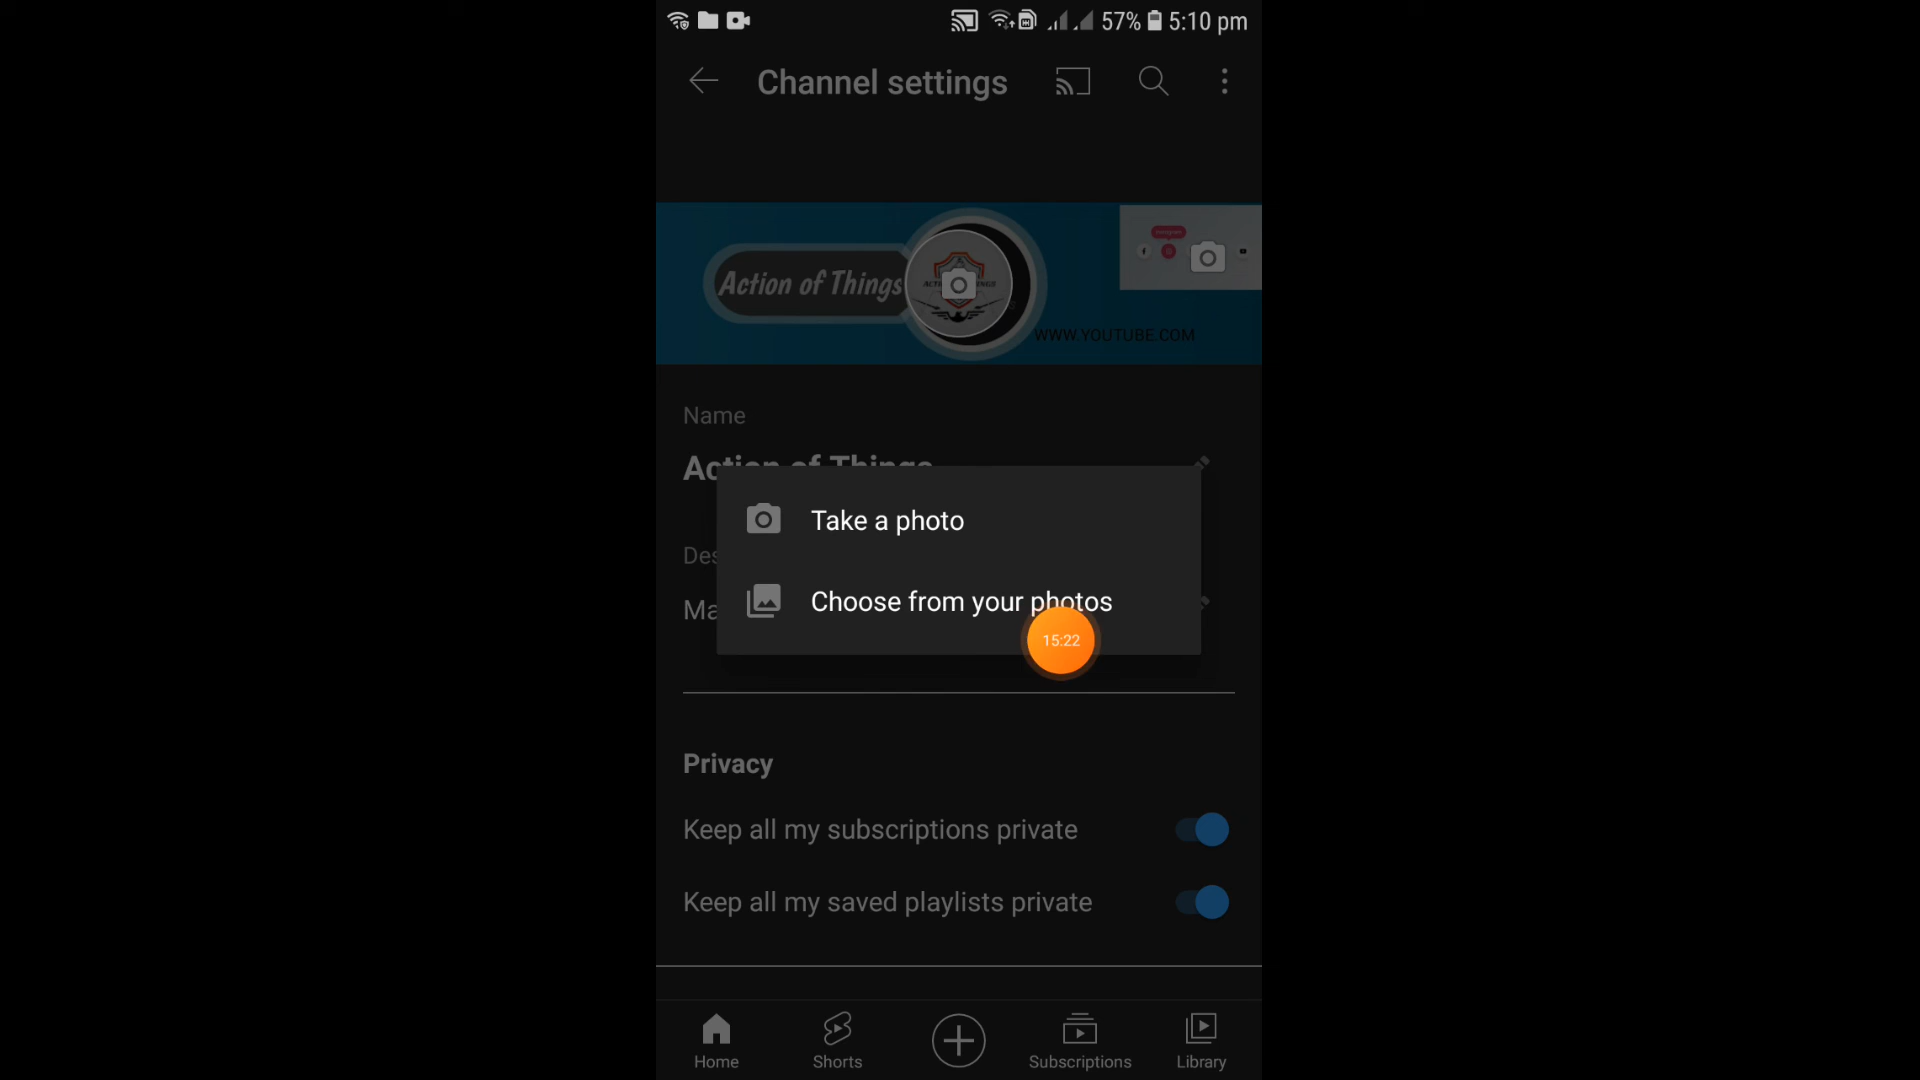 57% 5:10 pm
Channel settings
Action of Things
WWW.YOUTUBE.COM
Name
Action of Things
Take a photo
Choose from your photos
15:22
Privacy
Keep all my subscriptions private
Keep all my saved playlists private
Home
Shorts
Subscriptions
Library